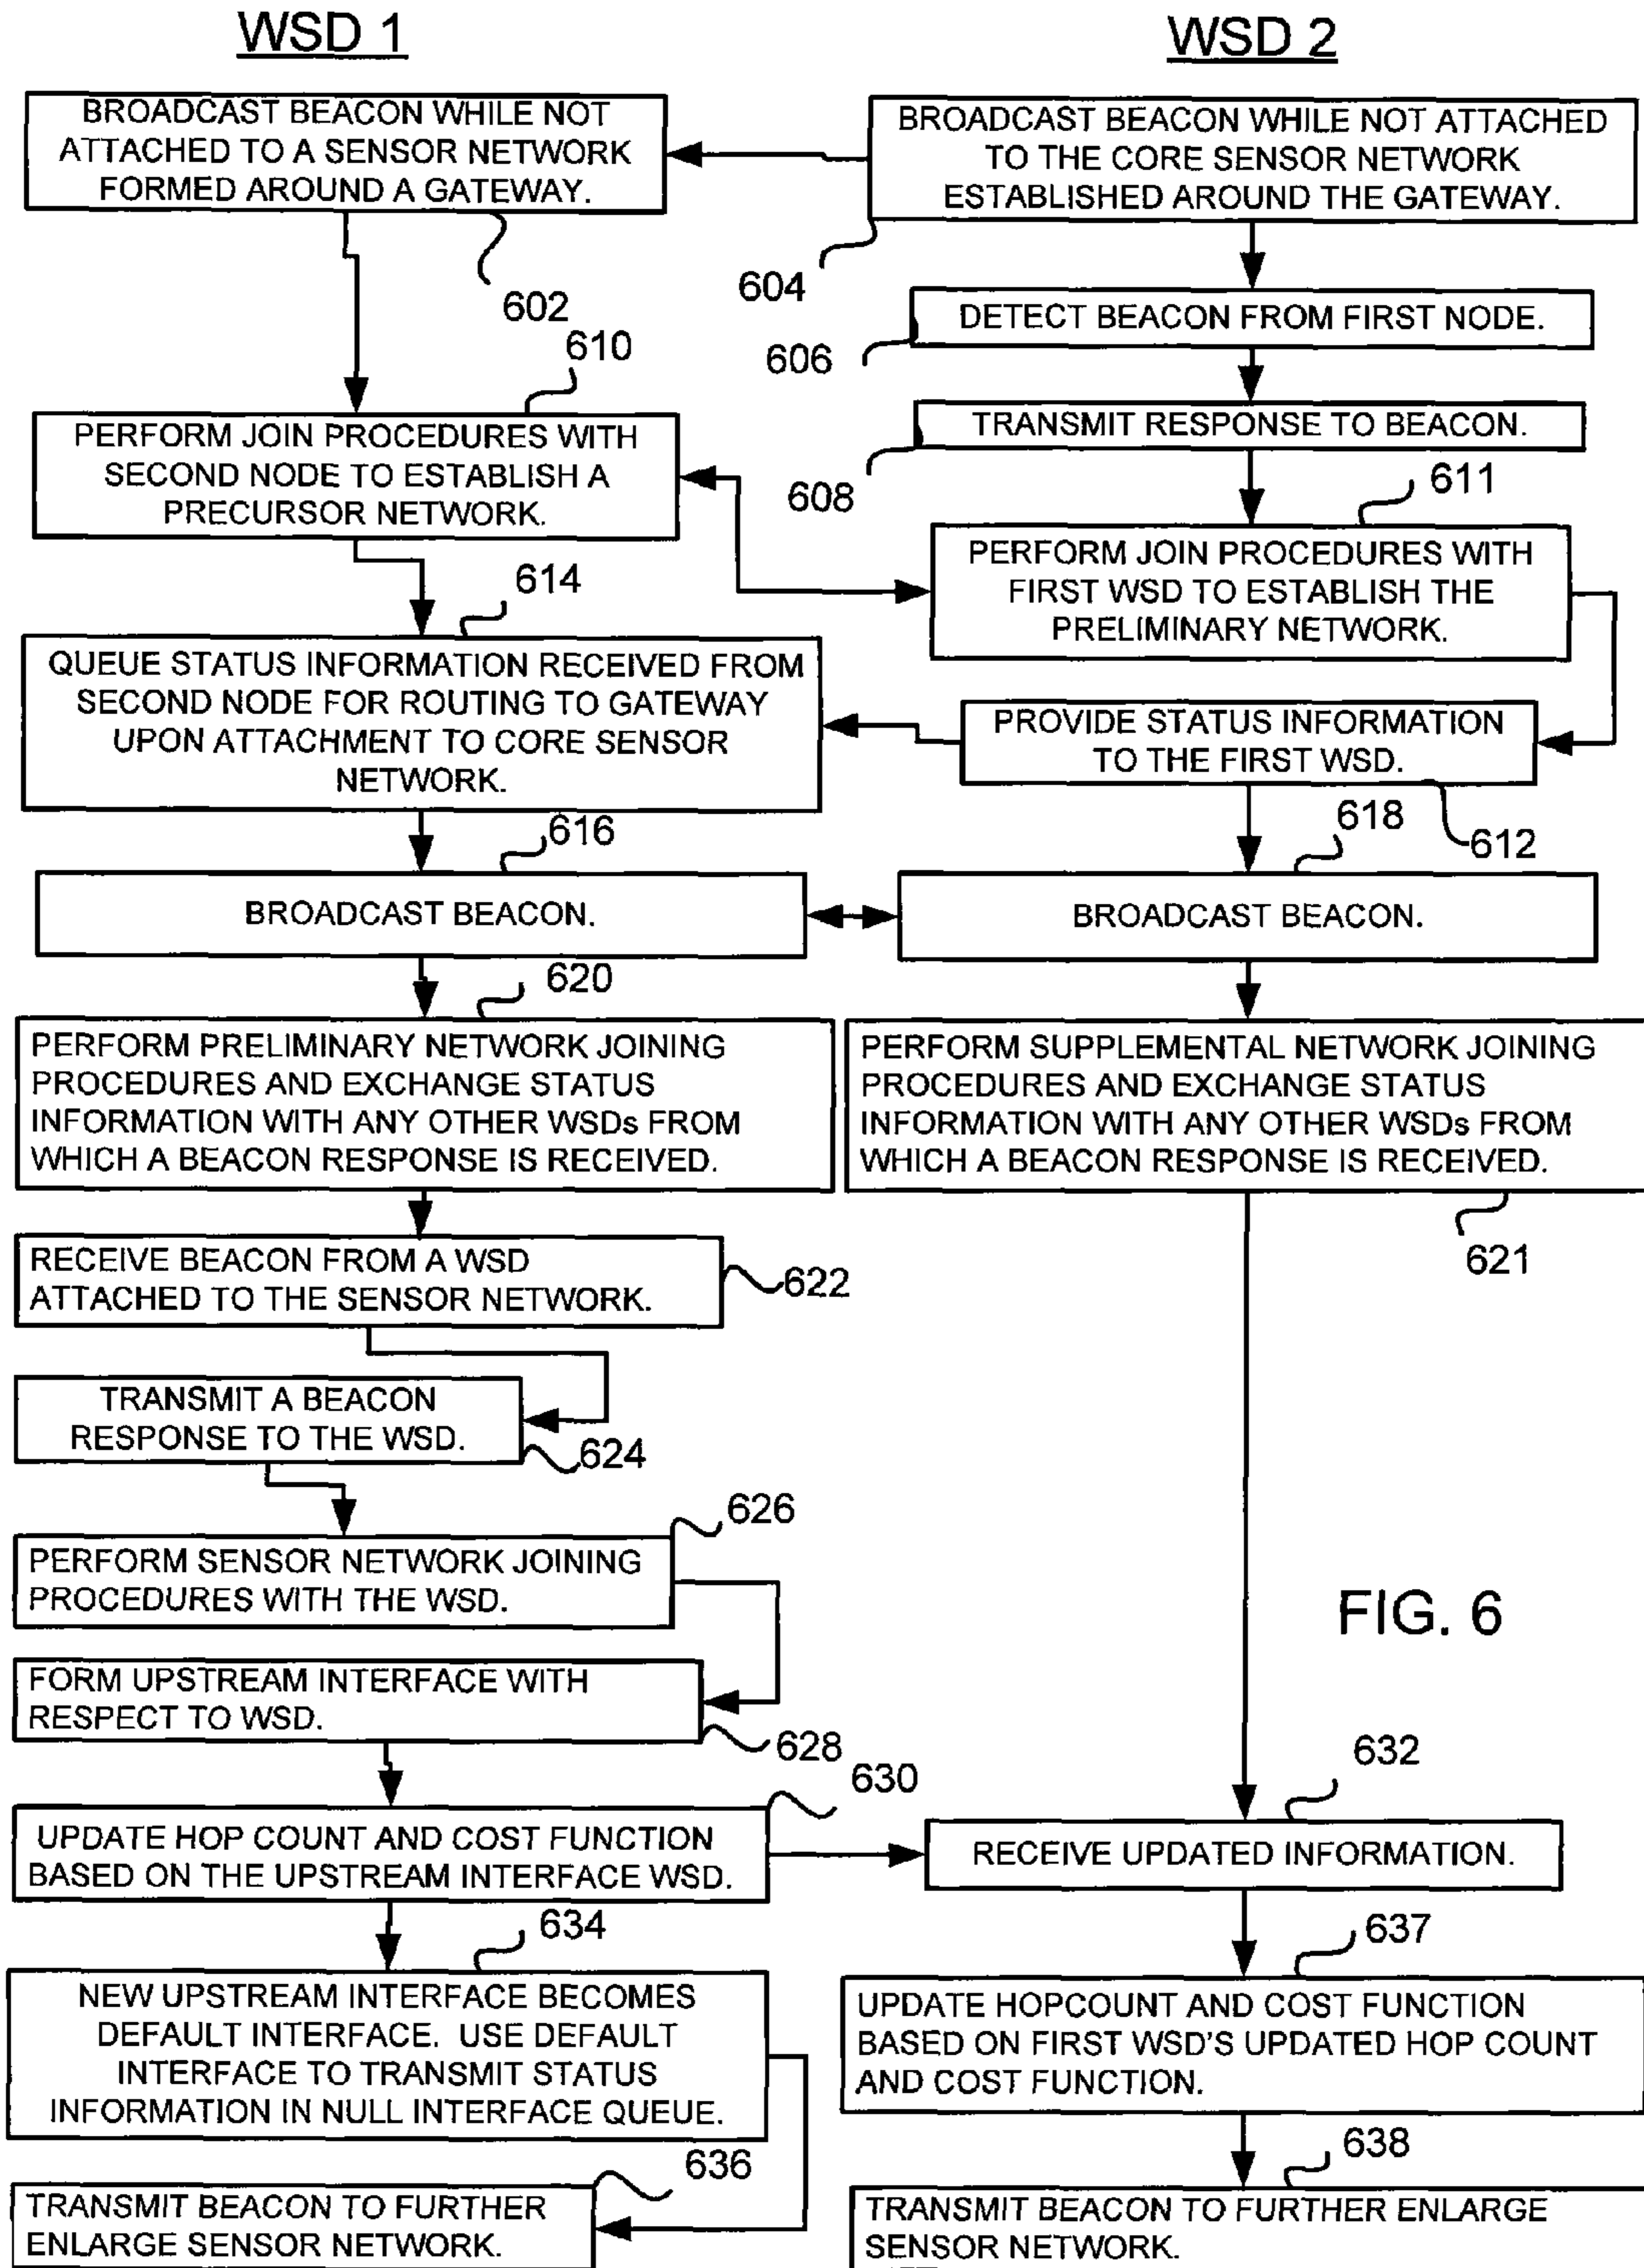 WSD 1
WSD 2
BROADCAST BEACON WHILE NOT
ATTACHED TO A SENSOR NETWORK
FORMED AROUND A GATEWAY.
602
BROADCAST BEACON WHILE NOT ATTACHED
TO THE CORE SENSOR NETWORK
ESTABLISHED AROUND THE GATEWAY.
604
DETECT BEACON FROM FIRST NODE.
606
TRANSMIT RESPONSE TO BEACON.
608
610
PERFORM JOIN PROCEDURES WITH
SECOND NODE TO ESTABLISH A
PRECURSOR NETWORK.
611
PERFORM JOIN PROCEDURES WITH
FIRST WSD TO ESTABLISH THE
PRELIMINARY NETWORK.
614
QUEUE STATUS INFORMATION RECEIVED FROM
SECOND NODE FOR ROUTING TO GATEWAY
UPON ATTACHMENT TO CORE SENSOR
NETWORK.
PROVIDE STATUS INFORMATION
TO THE FIRST WSD.
612
616
BROADCAST BEACON.
618
BROADCAST BEACON.
620
PERFORM PRELIMINARY NETWORK JOINING
PROCEDURES AND EXCHANGE STATUS
INFORMATION WITH ANY OTHER WSDs FROM
WHICH A BEACON RESPONSE IS RECEIVED.
PERFORM SUPPLEMENTAL NETWORK JOINING
PROCEDURES AND EXCHANGE STATUS
INFORMATION WITH ANY OTHER WSDs FROM
WHICH A BEACON RESPONSE IS RECEIVED.
621
RECEIVE BEACON FROM A WSD
ATTACHED TO THE SENSOR NETWORK.
622
TRANSMIT A BEACON
RESPONSE TO THE WSD.
624
626
PERFORM SENSOR NETWORK JOINING
PROCEDURES WITH THE WSD.
FIG. 6
FORM UPSTREAM INTERFACE WITH
RESPECT TO WSD.
628
630
UPDATE HOP COUNT AND COST FUNCTION
BASED ON THE UPSTREAM INTERFACE WSD.
632
RECEIVE UPDATED INFORMATION.
634
NEW UPSTREAM INTERFACE BECOMES
DEFAULT INTERFACE. USE DEFAULT
INTERFACE TO TRANSMIT STATUS
INFORMATION IN NULL INTERFACE QUEUE.
637
UPDATE HOPCOUNT AND COST FUNCTION
BASED ON FIRST WSD'S UPDATED HOP COUNT
AND COST FUNCTION.
636
TRANSMIT BEACON TO FURTHER
ENLARGE SENSOR NETWORK.
638
TRANSMIT BEACON TO FURTHER ENLARGE
SENSOR NETWORK.